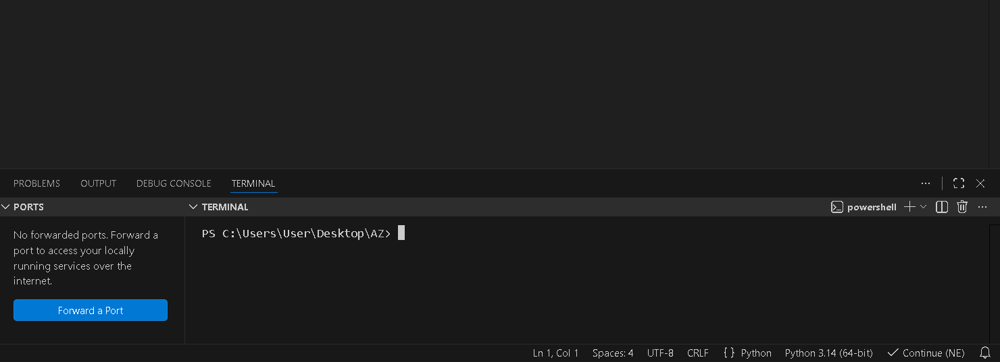 PROBLEMS OUTPUT DEBUG CONSOLE TERMINAL
PORTS
No forwarded ports. Forward a
port to access your locally
running services over the
internet.
Forward a Port
TERMINAL
powershell
PS C:\Users\User\Desktop\AZ>
Ln 1, Col 1 Spaces: 4 UTF-8 CRLF {} Python Python 3.14 (64-bit) Continue (NE)